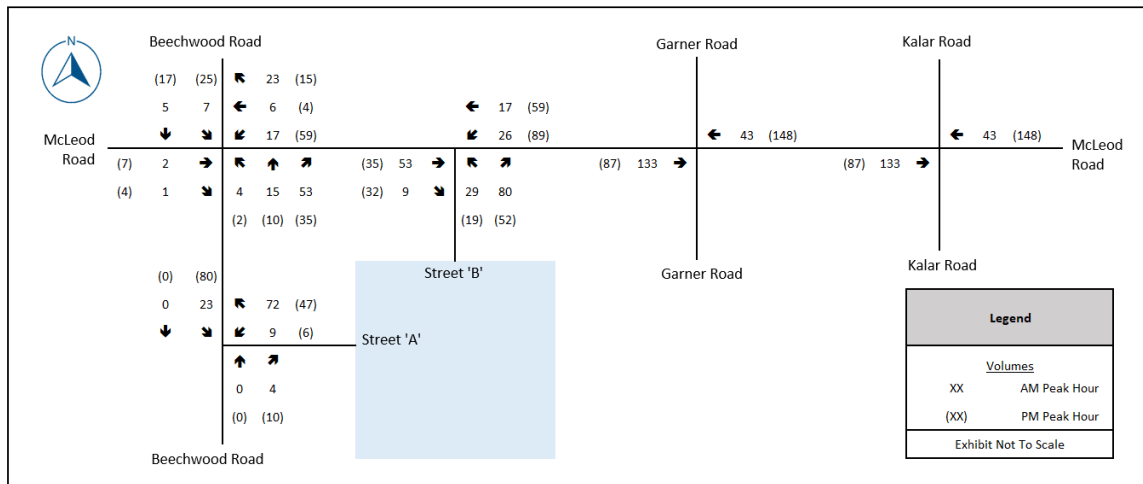 N
Beechwood Road
Garner Road
Kalar Road
(17) (25) 23 (15)
5 7 6 (4) 17 (59)
McLeod Road
17 (59) 26 (89) 43 (148) 43 (148)
McLeod Road
(7) 2 (35) 53 (87) 133 (87) 133
(4) 1 4 15 53 (32) 9 29 80
(2) (10) (35) (19) (52)
Street 'B'
Garner Road
Kalar Road
(0) (80)
0 23 72 (47)
9 (6)
Street 'A'
0 4
(0) (10)
Beechwood Road
Legend
Volumes
XX AM Peak Hour
(XX) PM Peak Hour
Exhibit Not To Scale